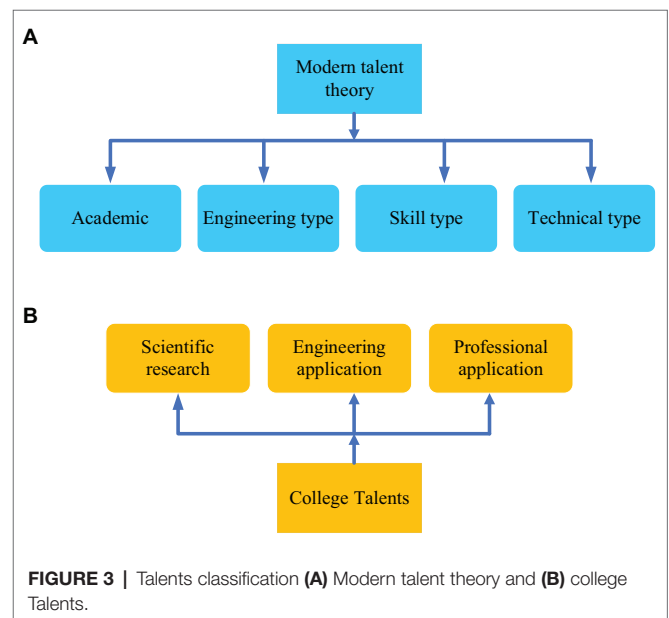 A
Modern talent
theory
Academic
Engineering type
Skill type
Technical type
B
Scientific
research
Engineering
application
Professional
application
College Talents
FIGURE 3 | Talents classification (A) Modern talent theory and (B) college
Talents.